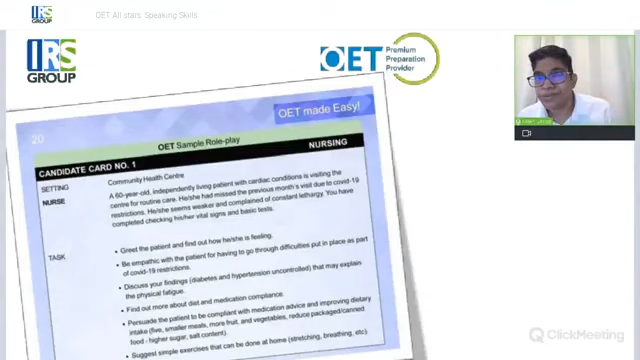 IRS
GROUP
OET All stars. Speaking Skills
IRS
GROUP
OET Premium
Preparation
Provider
20
OET made Easy!
OET Sample Role-play
CANDIDATE CARD NO. 1 NURSING
SETTING Community Health Centre
NURSE A 60-year-old, independently living patient with cardiac conditions is visiting the
centre for routine care. He/she had missed the previous month's visit due to covid-19
restrictions. He/she seems weaker and complained of constant lethargy. You have
completed checking his/her vital signs and basic tests.
TASK • Greet the patient and find out how he/she is feeling.
• Be empathic with the patient for having to go through difficulties put in place as part
of covid-19 restrictions.
• Discuss your findings (diabetes and hypertension uncontrolled) that may explain
the physical fatigue.
• Find out more about diet and medication compliance.
• Persuade the patient to be compliant with medication advice and improving dietary
intake (five, smaller meals, more fruit, and vegetables, reduce packaged/canned
food - higher sugar, salt content).
• Suggest simple exercises that can be done at home (stretching, breathing, etc).
ClickMeeting